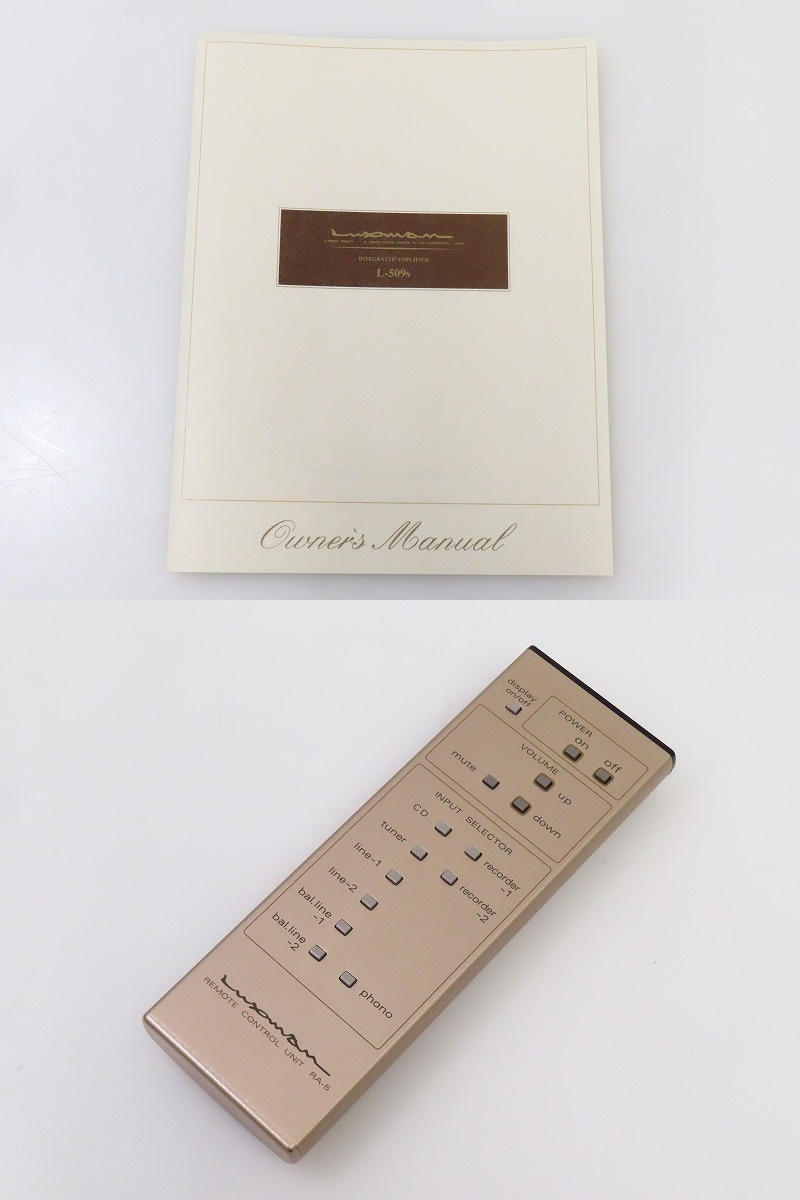 Luxman
INTEGRATED AMPLIFIER
L-509s
Owner's Manual
display
on/off
POWER
on
off
VOLUME
mute
up
down
INPUT SELECTOR
CD
recorder
-1
tuner
recorder
-2
line-1
line-2
bal.line
-1
bal.line
-2
phono
Luxman
REMOTE CONTROL UNIT RA-5